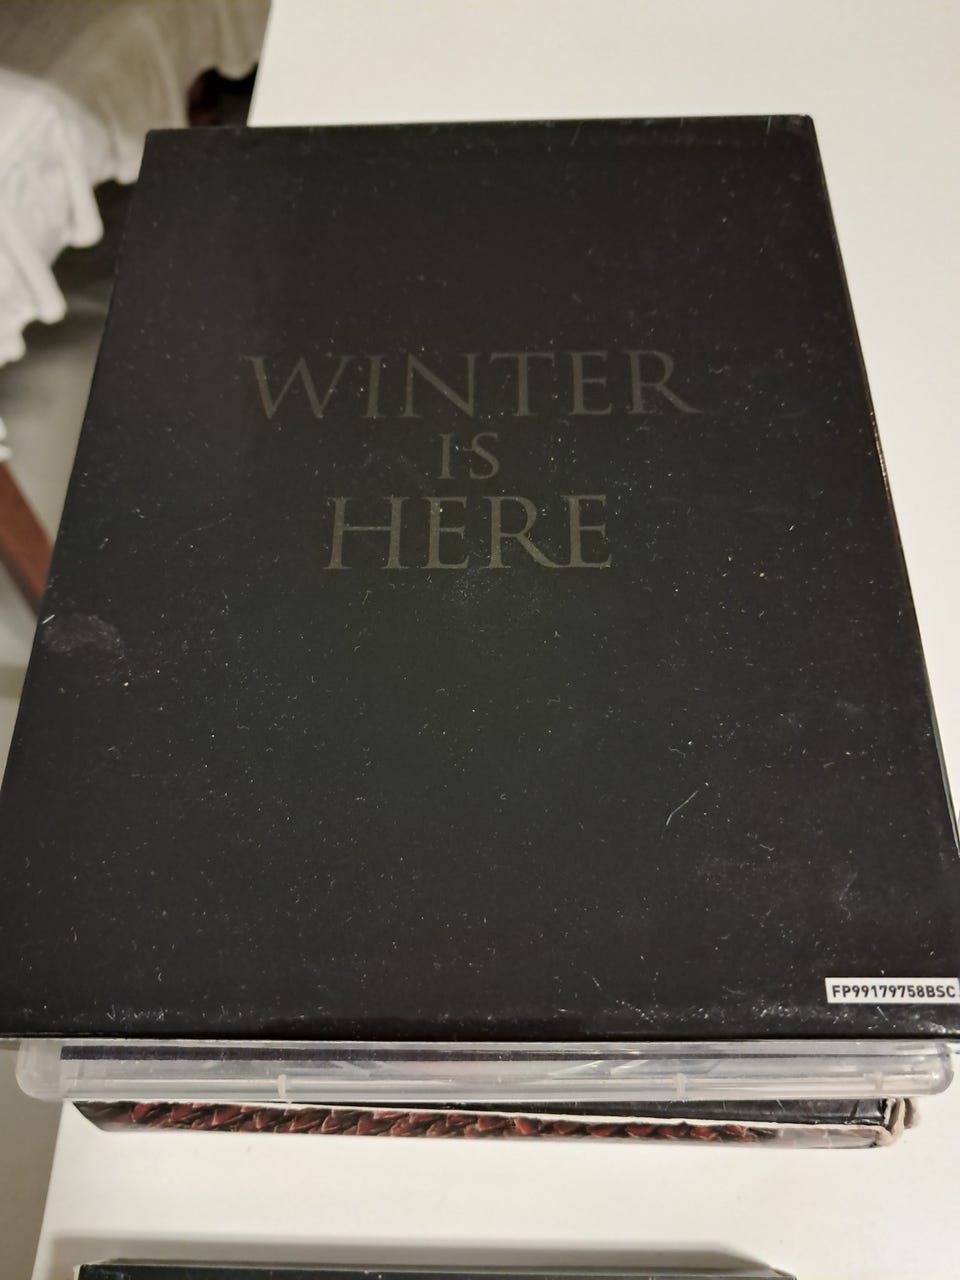 WINTER
IS
HERE
FP99179758BSC